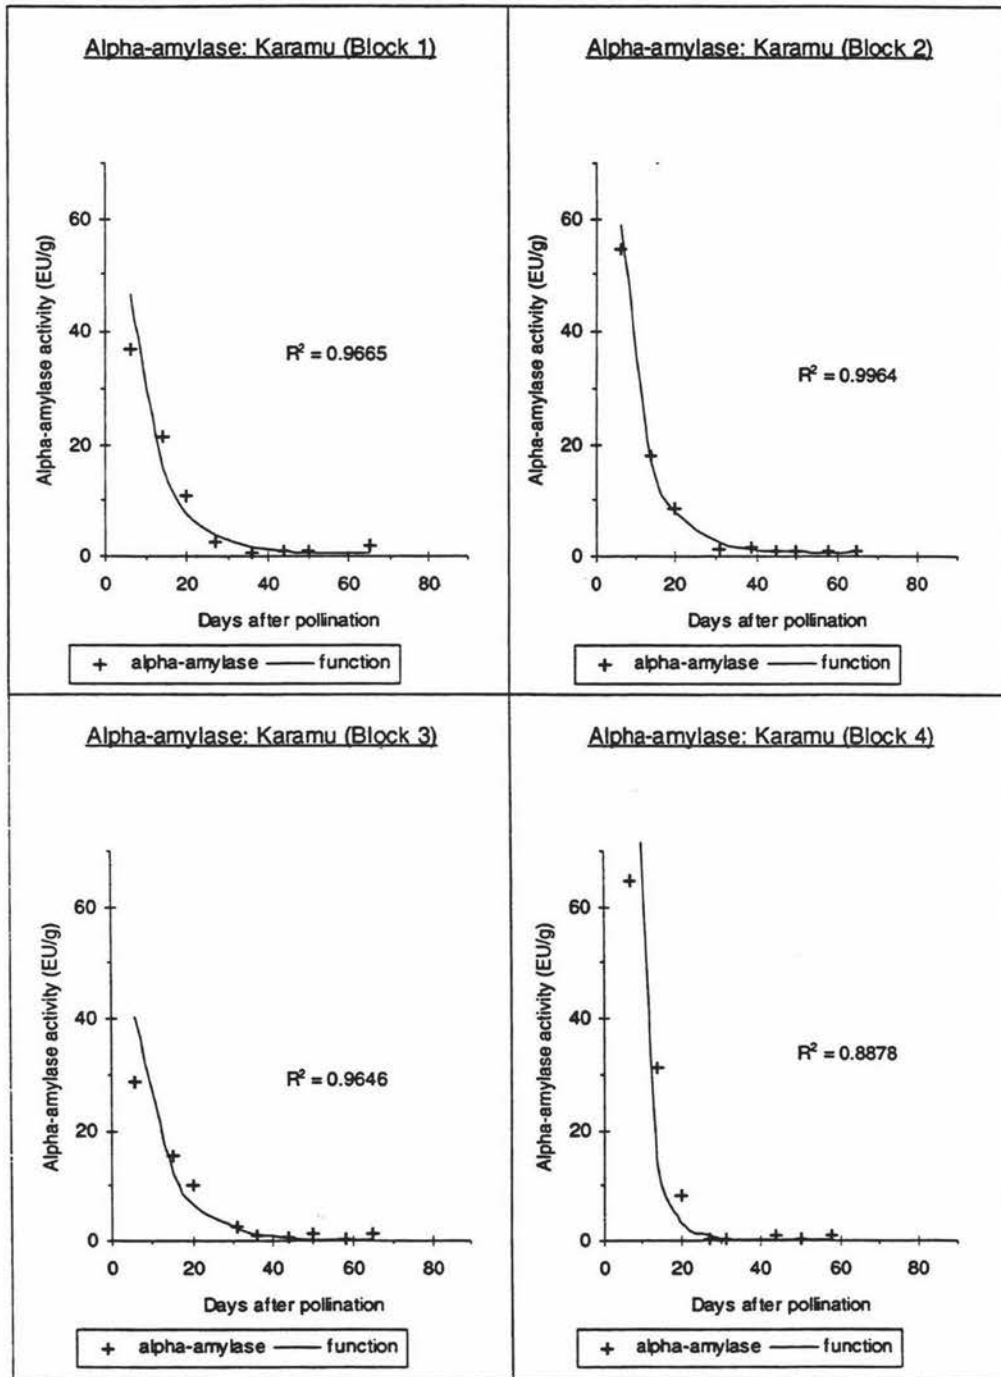 Alpha-amylase: Karamu (Block 1)
Alpha-amylase activity (EU/g)
60
40
20
0
R² = 0.9665
0 20 40 60 80
Days after pollination
+ alpha-amylase — function
Alpha-amylase: Karamu (Block 2)
Alpha-amylase activity (EU/g)
60
40
20
0
R² = 0.9964
0 20 40 60 80
Days after pollination
+ alpha-amylase — function
Alpha-amylase: Karamu (Block 3)
Alpha-amylase activity (EU/g)
60
40
20
0
R² = 0.9646
0 20 40 60 80
Days after pollination
+ alpha-amylase — function
Alpha-amylase: Karamu (Block 4)
Alpha-amylase activity (EU/g)
60
40
20
0
R² = 0.8878
0 20 40 60 80
Days after pollination
+ alpha-amylase — function